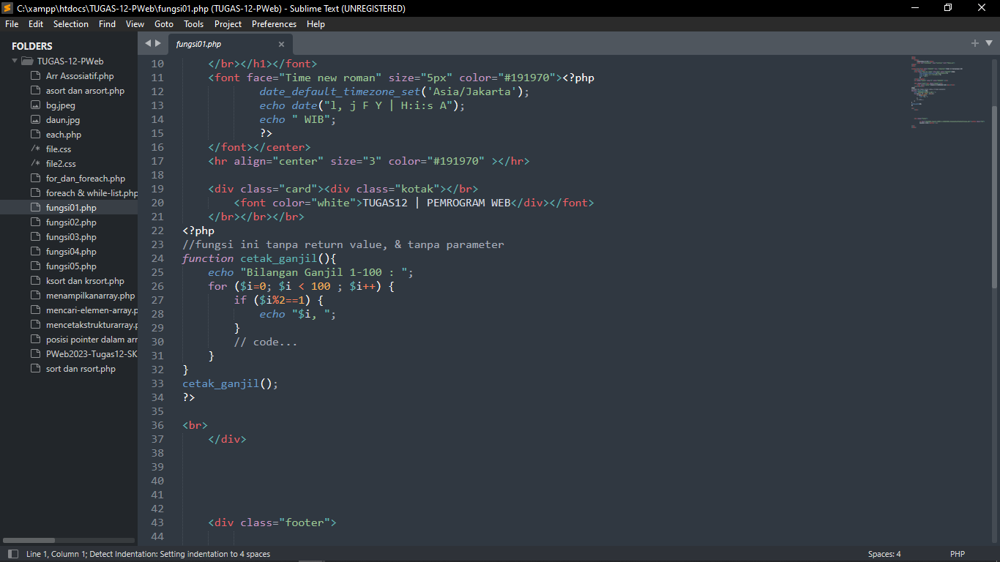 C:\xampp\htdocs\TUGAS-12-PWeb\fungsi01.php (TUGAS-12-PWeb) - Sublime Text (UNREGISTERED)
File Edit Selection Find View Goto Tools Project Preferences Help
FOLDERS
TUGAS-12-PWeb
Arr Assosiatif.php
asort dan arsort.php
bg.jpeg
daun.jpg
each.php
/* file.css
/* file2.css
for_dan_foreach.php
foreach & while-list.php
fungsi01.php
fungsi02.php
fungsi03.php
fungsi04.php
fungsi05.php
ksort dan krsort.php
menampilkanarray.php
mencari-elemen-array.p
mencetakstrukturarray.p
posisi pointer dalam arr
PWeb2023-Tugas12-SK
sort dan rsort.php
fungsi01.php
10 </br></h1></font>
11 <font face="Time new roman" size="5px" color="#191970"><?php
12 date_default_timezone_set('Asia/Jakarta');
13 echo date("l, j F Y | H:i:s A");
14 echo " WIB";
15 ?>
16 </font></center>
17 <hr align="center" size="3" color="#191970" ></hr>
18
19 <div class="card"><div class="kotak"></br>
20 <font color="white">TUGAS12 | PEMROGRAM WEB</div></font>
21 </br></br></br>
22 <?php
23 //fungsi ini tanpa return value, & tanpa parameter
24 function cetak_ganjil(){
25 echo "Bilangan Ganjil 1-100 : ";
26 for ($i=0; $i < 100 ; $i++) {
27 if ($i%2==1) {
28 echo "$i, ";
29 }
30 // code...
31 }
32 }
33 cetak_ganjil();
34 ?>
35
36 <br>
37 </div>
38
39
40
41
42
43 <div class="footer">
44
Line 1, Column 1; Detect Indentation: Setting indentation to 4 spaces
Spaces: 4 PHP